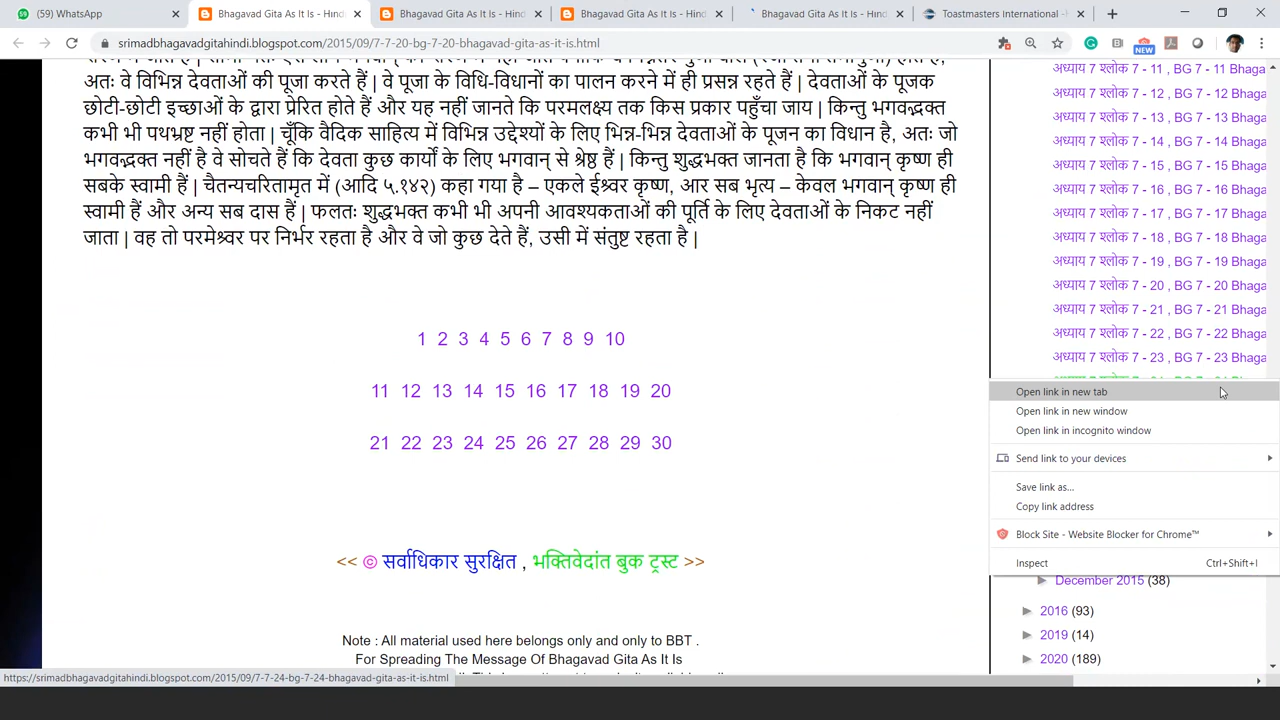 (59) WhatsApp
Bhagavad Gita As It Is - Hind
Bhagavad Gita As It Is - Hindi
Bhagavad Gita As It Is - Hindi
Bhagavad Gita As It Is - Hindi
Toastmasters International -
srimadbhagavadgitahindi.blogspot.com/2015/09/7-7-20-bg-7-20-bhagavad-gita-as-it-is.html
NEW
अतः वे विभिन्न देवताओं की पूजा करते हैं | वे पूजा के विधि-विधानों का पालन करने में ही प्रसन्न रहते हैं | देवताओं के पूजक
छोटी-छोटी इच्छाओं के द्वारा प्रेरित होते हैं और यह नहीं जानते कि परमलक्ष्य तक किस प्रकार पहुँचा जाय | किन्तु भगवद्भक्त
कभी भी पथभ्रष्ट नहीं होता | चूँकि वैदिक साहित्य में विभिन्न उद्देश्यों के लिए भिन्न-भिन्न देवताओं के पूजन का विधान है, अतः जो
भगवद्भक्त नहीं है वे सोचते हैं कि देवता कुछ कार्यों के लिए भगवान् से श्रेष्ठ हैं | किन्तु शुद्धभक्त जानता है कि भगवान् कृष्ण ही
सबके स्वामी हैं | चैतन्यचरितामृत में (आदि ५.१४२) कहा गया है – एकले ईश्र्वर कृष्ण, आर सब भृत्य – केवल भगवान् कृष्ण ही
स्वामी हैं और अन्य सब दास हैं | फलतः शुद्धभक्त कभी भी अपनी आवश्यकताओं की पूर्ति के लिए देवताओं के निकट नहीं
जाता | वह तो परमेश्र्वर पर निर्भर रहता है और वे जो कुछ देते हैं, उसी में संतुष्ट रहता है |
1 2 3 4 5 6 7 8 9 10
11 12 13 14 15 16 17 18 19 20
21 22 23 24 25 26 27 28 29 30
<< © सर्वाधिकार सुरक्षित , भक्तिवेदांत बुक ट्रस्ट >>
Note : All material used here belongs only and only to BBT .
For Spreading The Message Of Bhagavad Gita As It Is
अध्याय 7 श्लोक 7 - 11 , BG 7 - 11 Bhaga
अध्याय 7 श्लोक 7 - 12 , BG 7 - 12 Bhaga
अध्याय 7 श्लोक 7 - 13 , BG 7 - 13 Bhaga
अध्याय 7 श्लोक 7 - 14 , BG 7 - 14 Bhaga
अध्याय 7 श्लोक 7 - 15 , BG 7 - 15 Bhaga
अध्याय 7 श्लोक 7 - 16 , BG 7 - 16 Bhaga
अध्याय 7 श्लोक 7 - 17 , BG 7 - 17 Bhaga
अध्याय 7 श्लोक 7 - 18 , BG 7 - 18 Bhaga
अध्याय 7 श्लोक 7 - 19 , BG 7 - 19 Bhaga
अध्याय 7 श्लोक 7 - 20 , BG 7 - 20 Bhaga
अध्याय 7 श्लोक 7 - 21 , BG 7 - 21 Bhaga
अध्याय 7 श्लोक 7 - 22 , BG 7 - 22 Bhaga
अध्याय 7 श्लोक 7 - 23 , BG 7 - 23 Bhaga
Open link in new tab
Open link in new window
Open link in incognito window
Send link to your devices
Save link as...
Copy link address
Block Site - Website Blocker for Chrome™
Inspect Ctrl+Shift+I
December 2015 (38)
2016 (93)
2019 (14)
2020 (189)
https://srimadbhagavadgitahindi.blogspot.com/2015/09/7-7-24-bg-7-24-bhagavad-gita-as-it-is.html